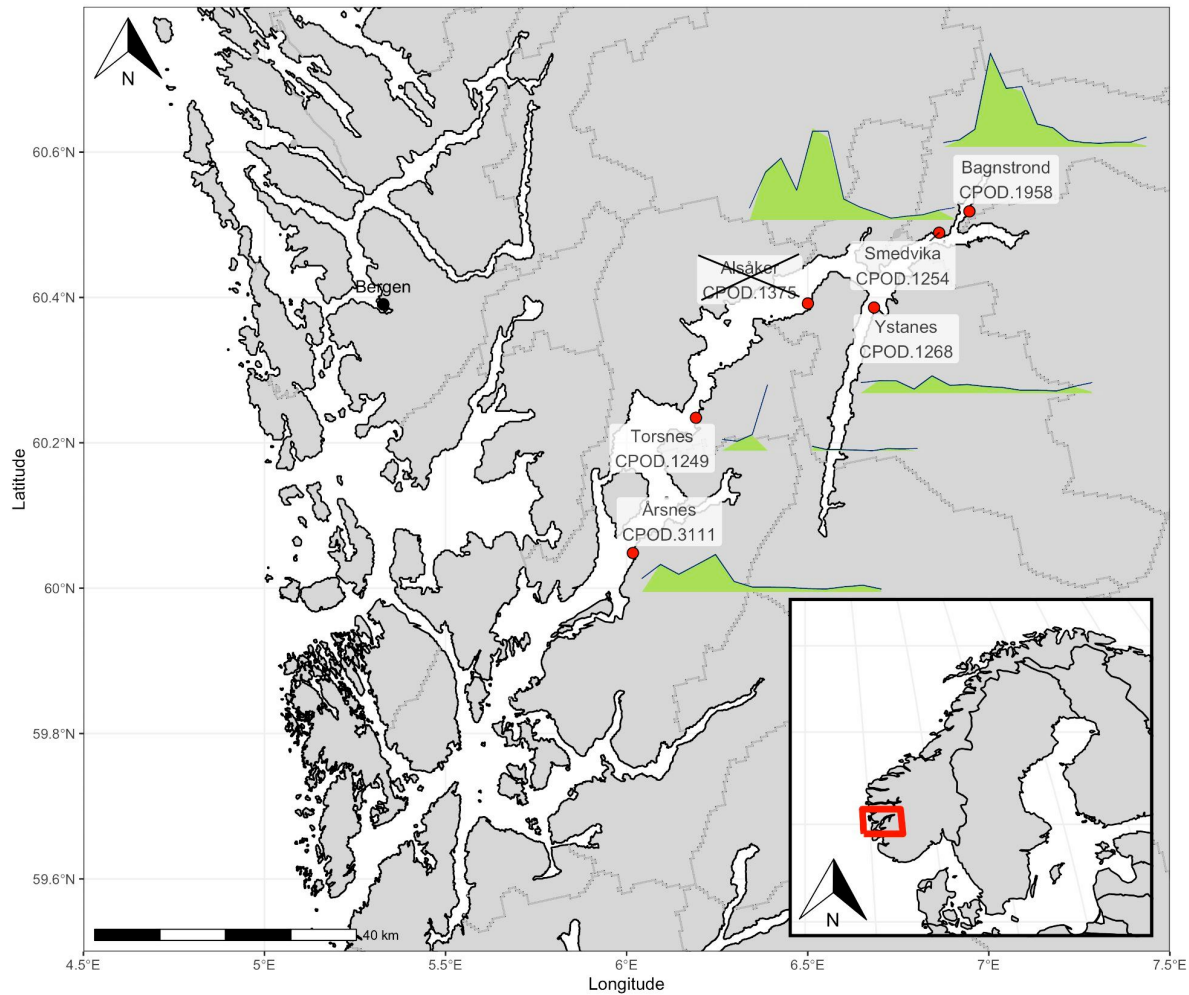 N
60.6°N
60.4°N
60.2°N
60°N
59.8°N
59.6°N
Latitude
Bagnstrond
CPOD.1958
Smedvika
CPOD.1254
Alsåker
CPOD.1375
Bergen
Ystanes
CPOD.1268
Torsnes
CPOD.1249
Årsnes
CPOD.3111
N
40 km
4.5°E
5°E
5.5°E
6°E
6.5°E
7°E
7.5°E
Longitude